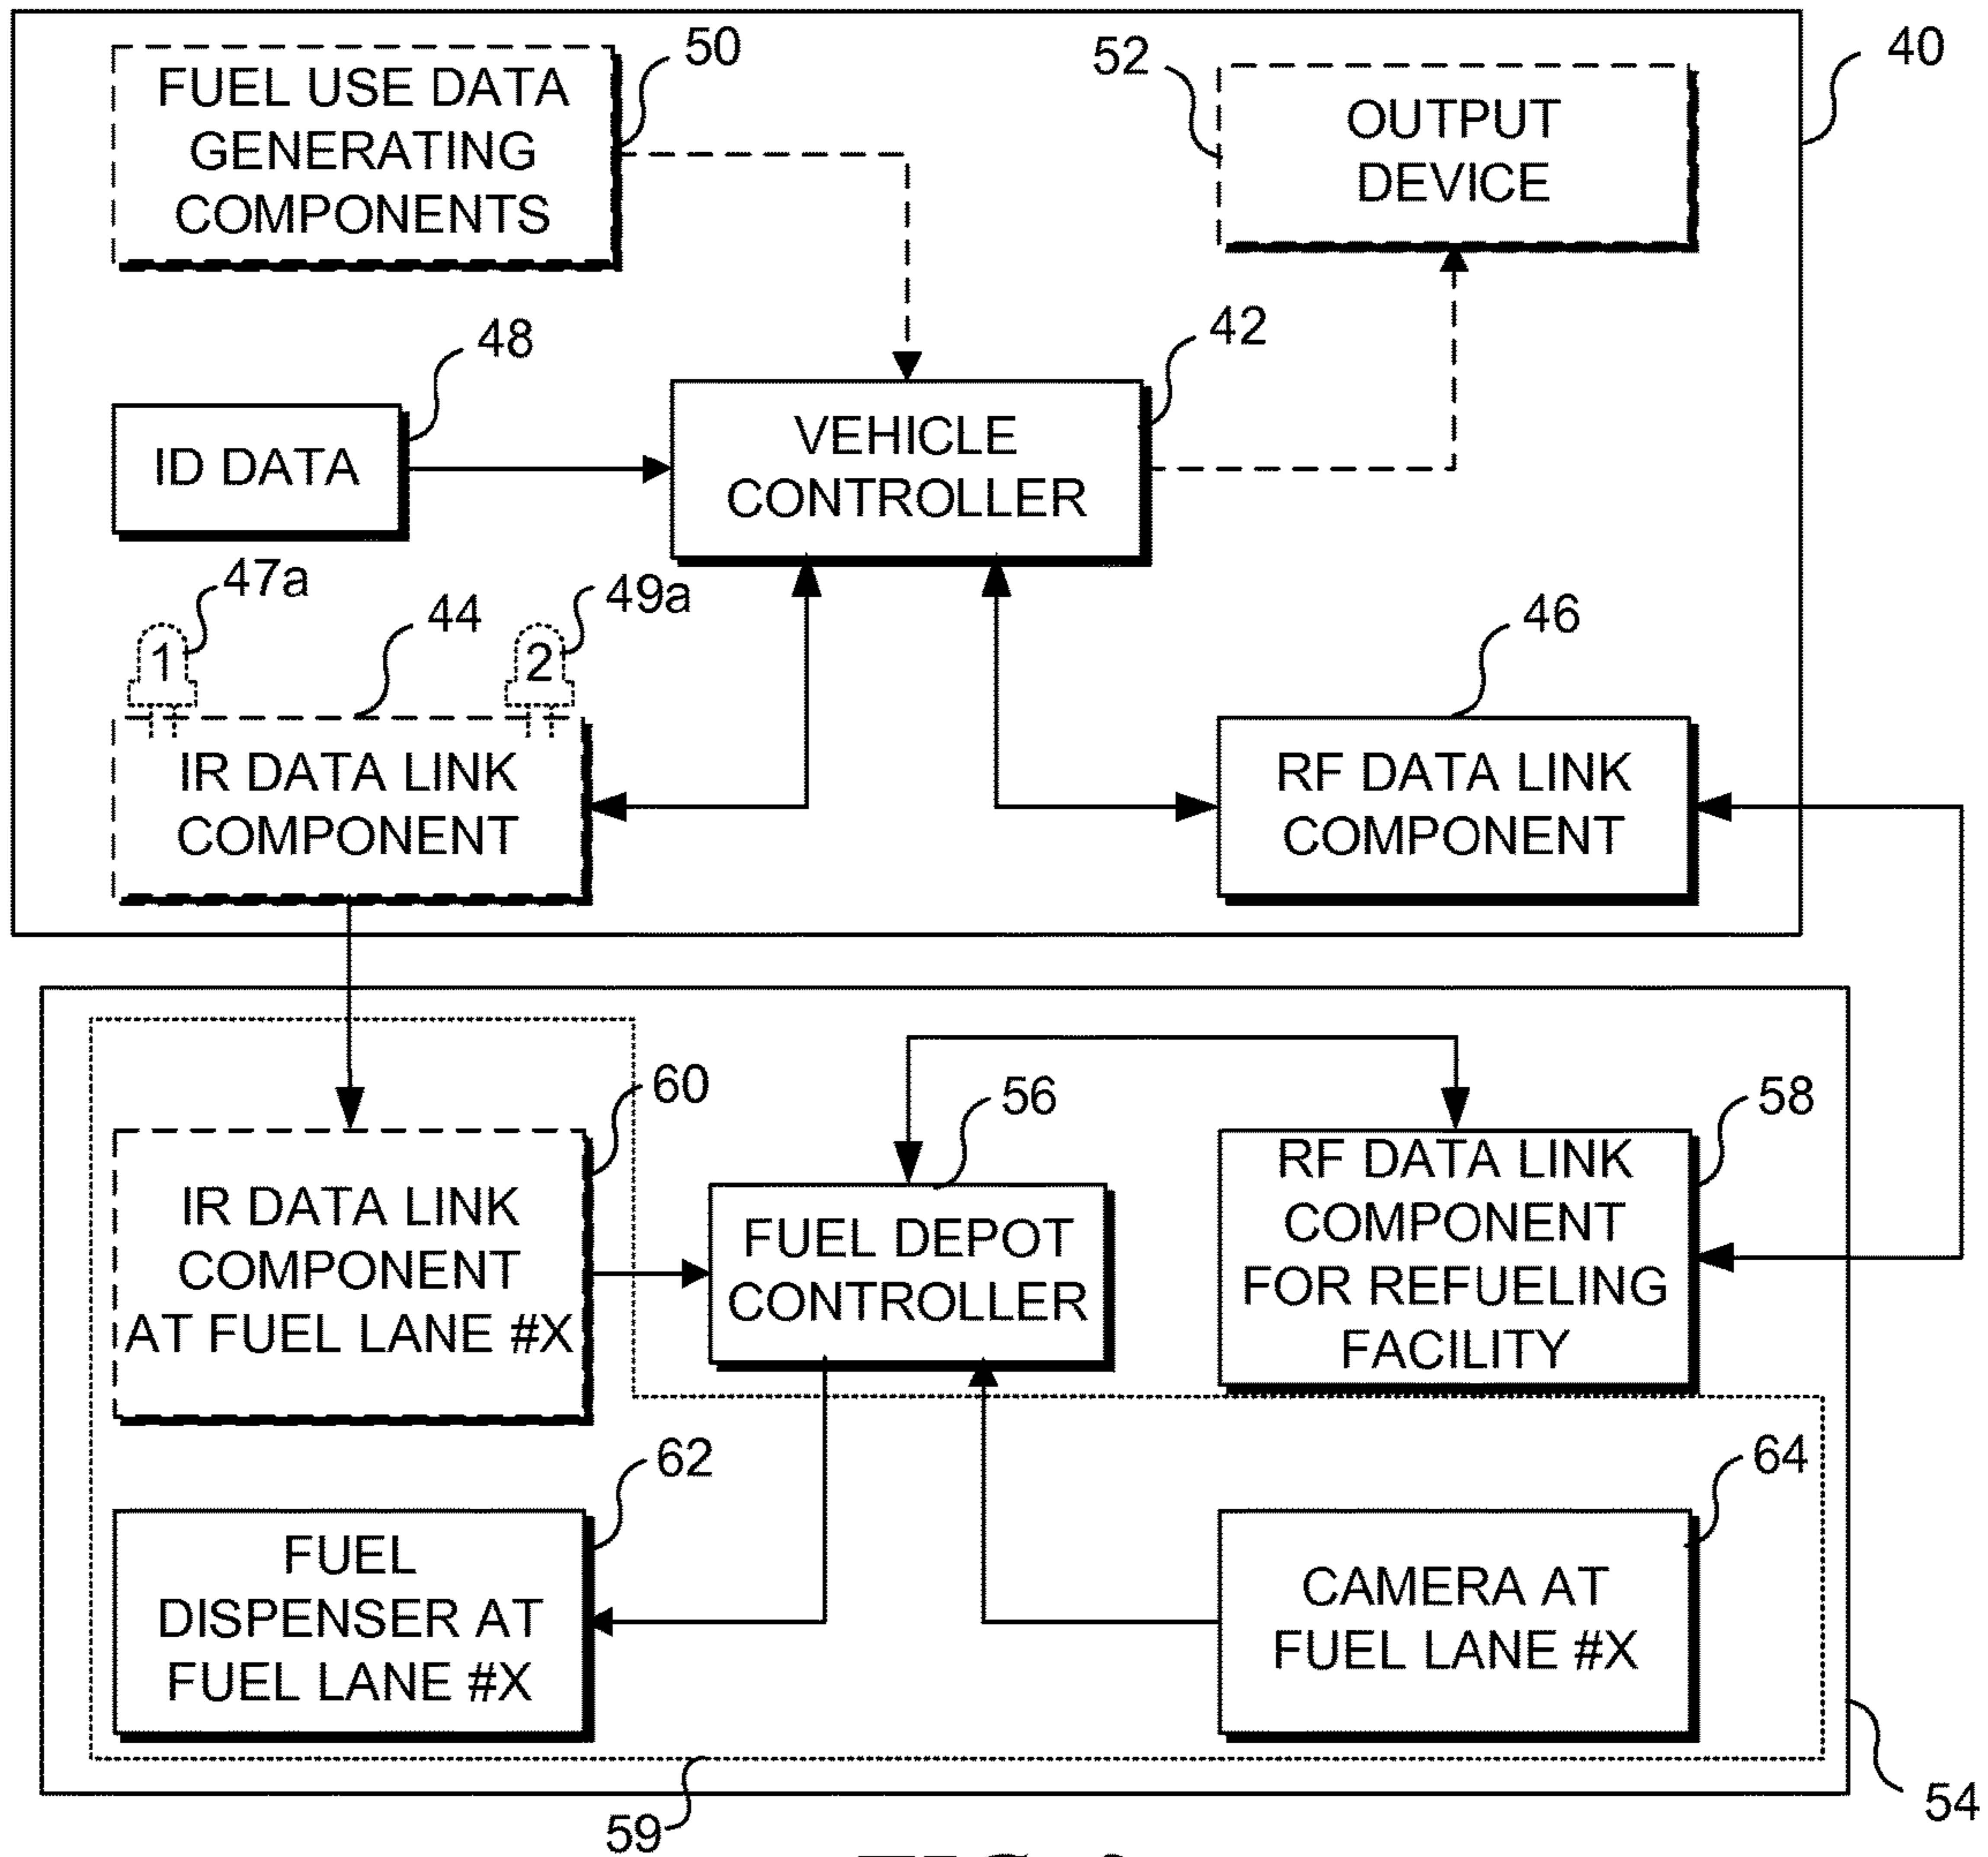 50
52
40
FUEL USE DATA
GENERATING
COMPONENTS
OUTPUT
DEVICE
48
42
ID DATA
VEHICLE
CONTROLLER
47a
49a
44
46
1
2
IR DATA LINK
COMPONENT
RF DATA LINK
COMPONENT
60
56
58
IR DATA LINK
COMPONENT
AT FUEL LANE #X
FUEL DEPOT
CONTROLLER
RF DATA LINK
COMPONENT
FOR REFUELING
FACILITY
62
64
FUEL
DISPENSER AT
FUEL LANE #X
CAMERA AT
FUEL LANE #X
59
54